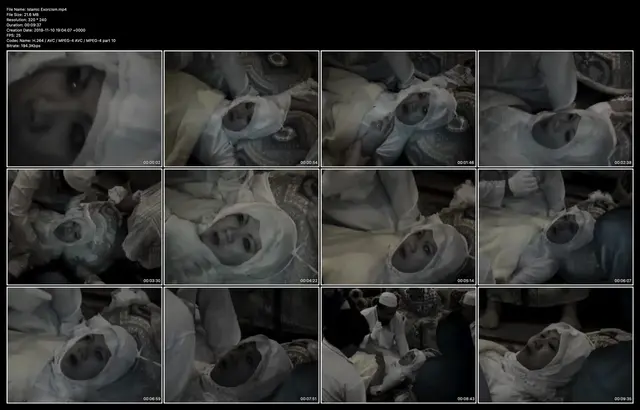 File Name: Islamic Exorcism.mp4
File Size: 21.8 MB
Resolution: 320 * 240
Duration: 00:09:37
Creation Date: 2018-11-10 19:04:07 +0000
FPS: 25
Codec Name: H.264 / AVC / MPEG-4 AVC / MPEG-4 part 10
Bitrate: 194.3Kbps
00:00:02
00:00:54
00:01:46
00:02:38
00:03:30
00:04:22
00:05:14
00:06:07
00:06:59
00:07:51
00:08:43
00:09:35